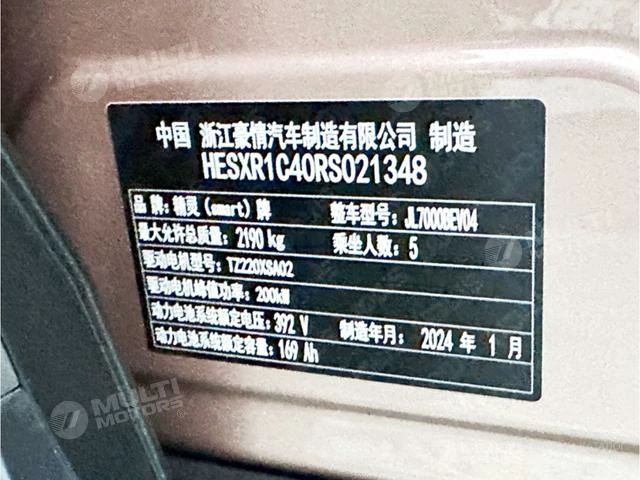 中国 浙江豪情汽车制造有限公司 制造
HESXR1C40RS021348
品 牌: 精灵 (smart) 牌 整车型号: JL7000BEV04
最大允许总质量: 2190 kg 乘坐人数: 5
驱动电机型号: TZ220XSA02
驱动电机峰值功率: 200kW
动力电池系统额定电压: 392 V 制造年月: 2024 年 1 月
动力电池系统额定容量: 169 Ah
MULTI MOTORS